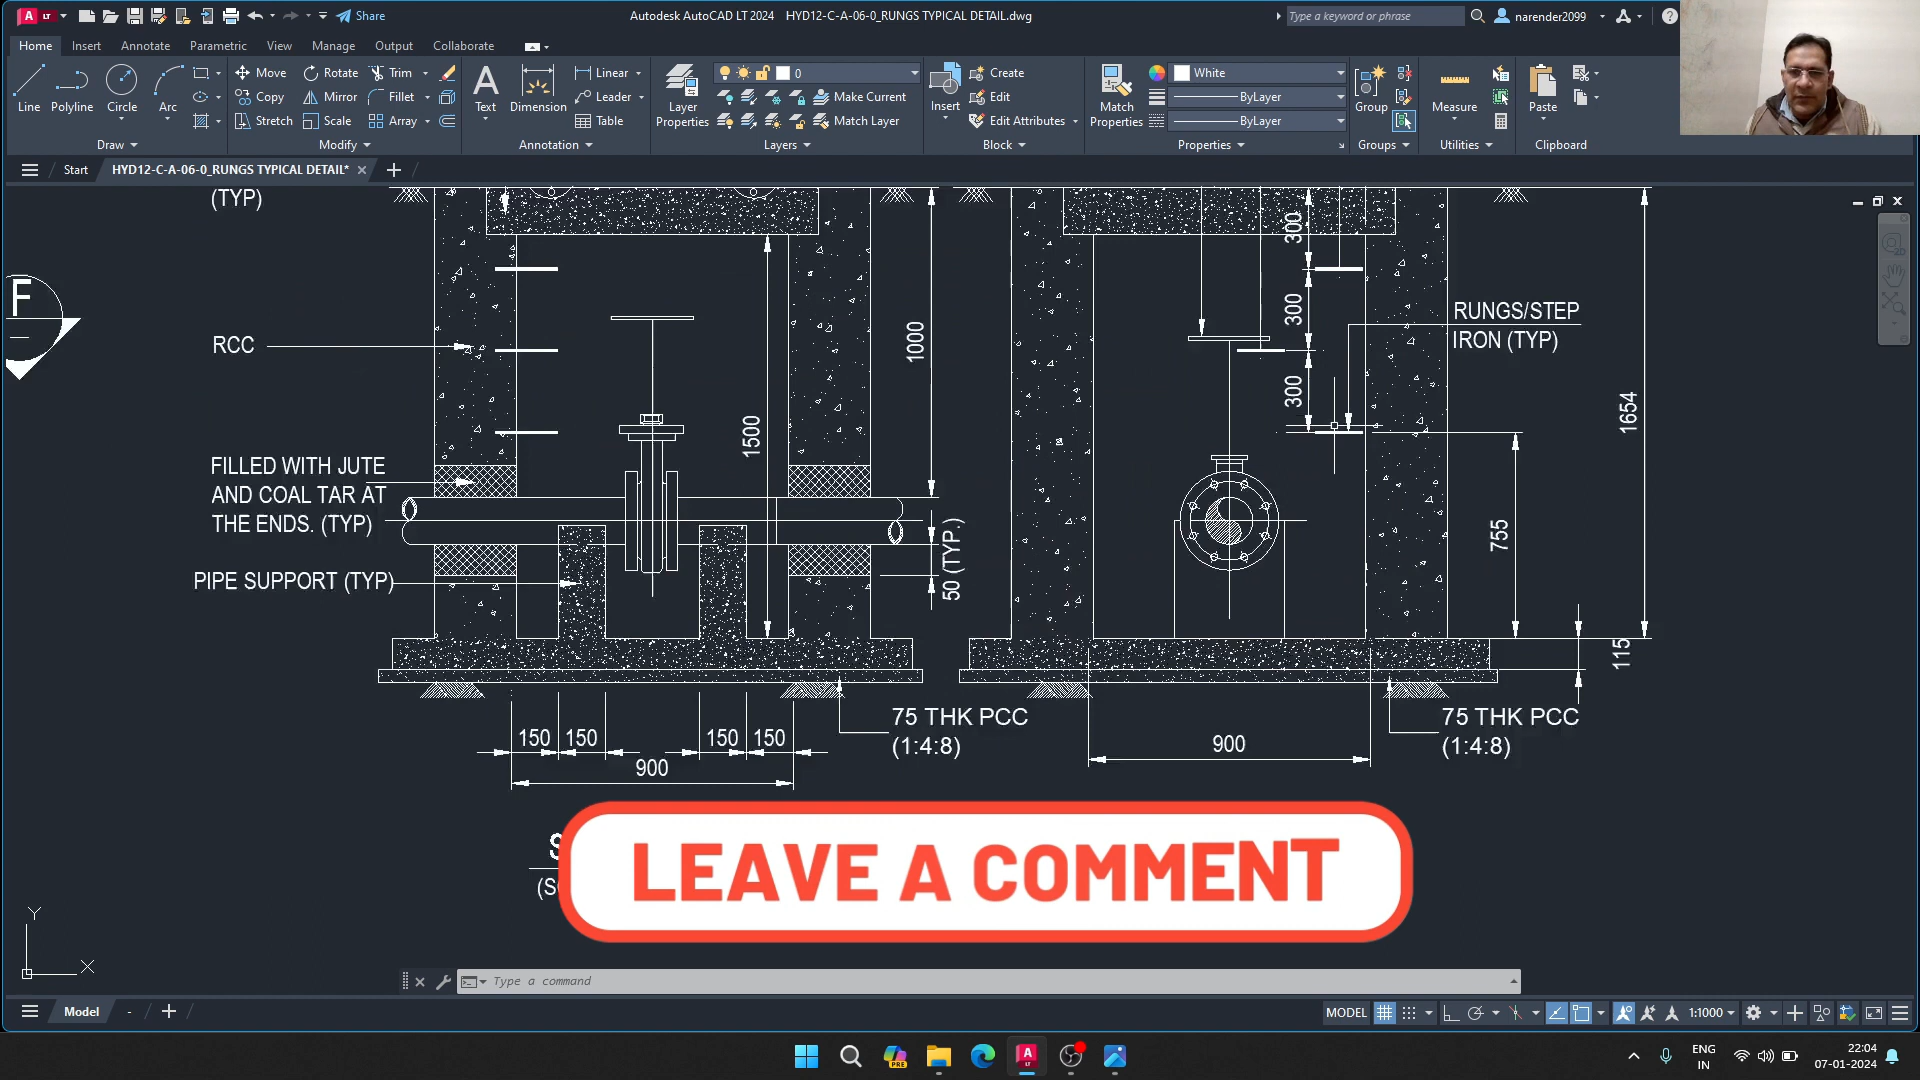 A LT
Share
Autodesk AutoCAD LT 2024 HYD12-C-A-06-0_RUNGS TYPICAL DETAIL.dwg
Type a keyword or phrase
narender2099
Home Insert Annotate Parametric View Manage Output Collaborate
Line Polyline Circle Arc
Move Rotate Trim
Copy Mirror Fillet
Stretch Scale Array
Text Dimension
Linear
Leader
Table
Layer
Properties
0
Make Current
Match Layer
Insert
Create
Edit
Edit Attributes
Match
Properties
White
ByLayer
ByLayer
Group
Measure
Paste
Draw Modify Annotation Layers Block Properties Groups Utilities Clipboard
Start HYD12-C-A-06-0_RUNGS TYPICAL DETAIL*
(TYP)
F
RCC
FILLED WITH JUTE
AND COAL TAR AT
THE ENDS. (TYP)
PIPE SUPPORT (TYP)
1500
1000
50 (TYP.)
150 150 150 150
900
75 THK PCC
(1:4:8)
300
300
300
RUNGS/STEP
IRON (TYP)
1654
755
115
900
75 THK PCC
(1:4:8)
S
(S
LEAVE A COMMENT
Y
X
Type a command
Model
MODEL
1:1000
PRE
A LT
ENG
IN
22:04
07-01-2024